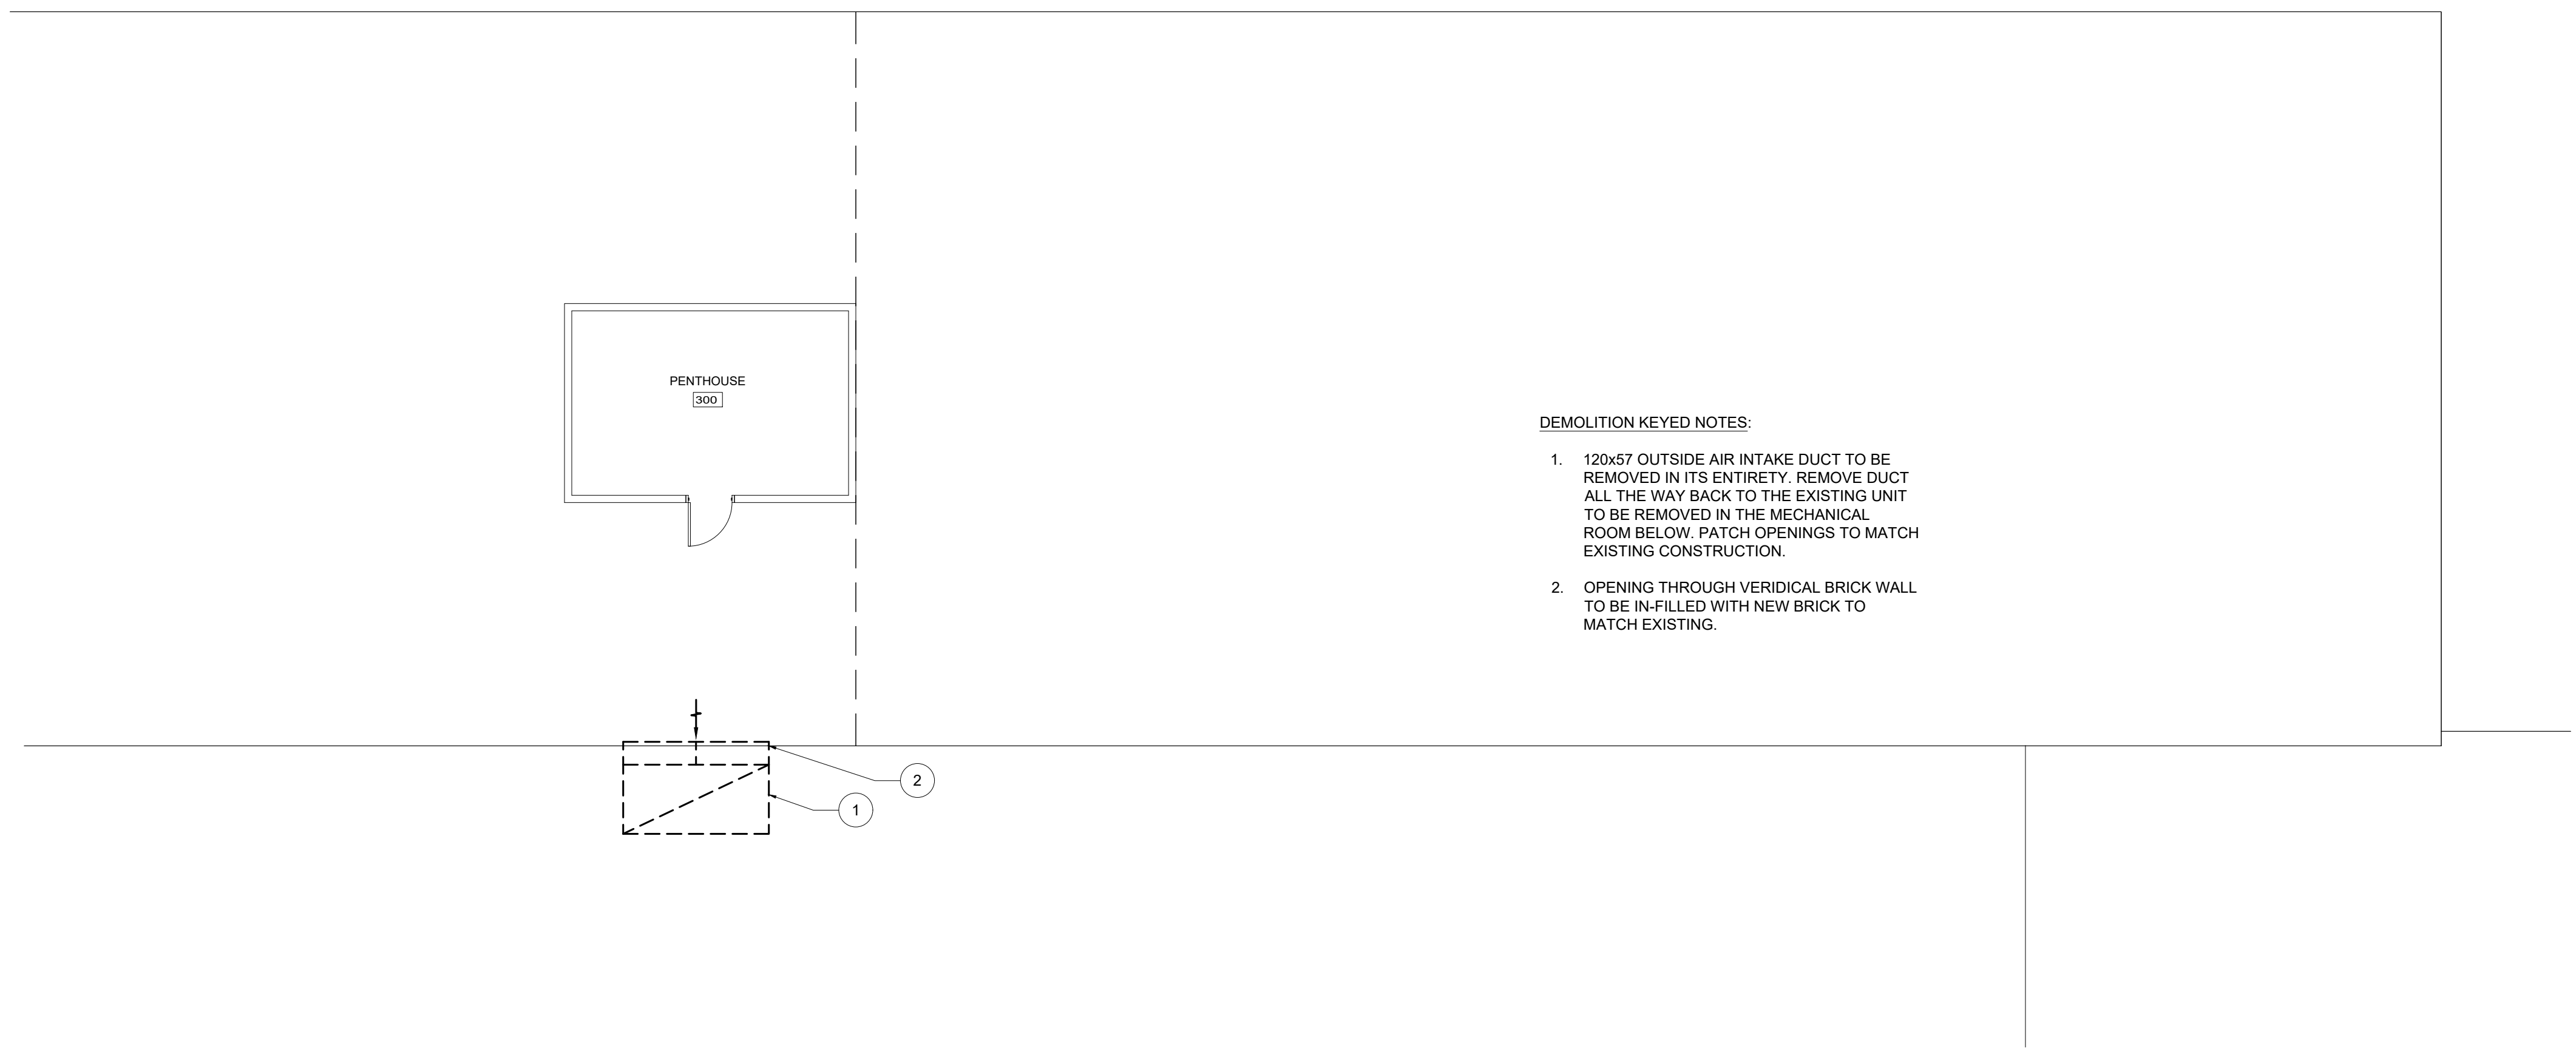 PENTHOUSE
300
DEMOLITION KEYED NOTES:
1. 120x57 OUTSIDE AIR INTAKE DUCT TO BE
REMOVED IN ITS ENTIRETY. REMOVE DUCT
ALL THE WAY BACK TO THE EXISTING UNIT
TO BE REMOVED IN THE MECHANICAL
ROOM BELOW. PATCH OPENINGS TO MATCH
EXISTING CONSTRUCTION.
2. OPENING THROUGH VERIDICAL BRICK WALL
TO BE IN-FILLED WITH NEW BRICK TO
MATCH EXISTING.
2
1